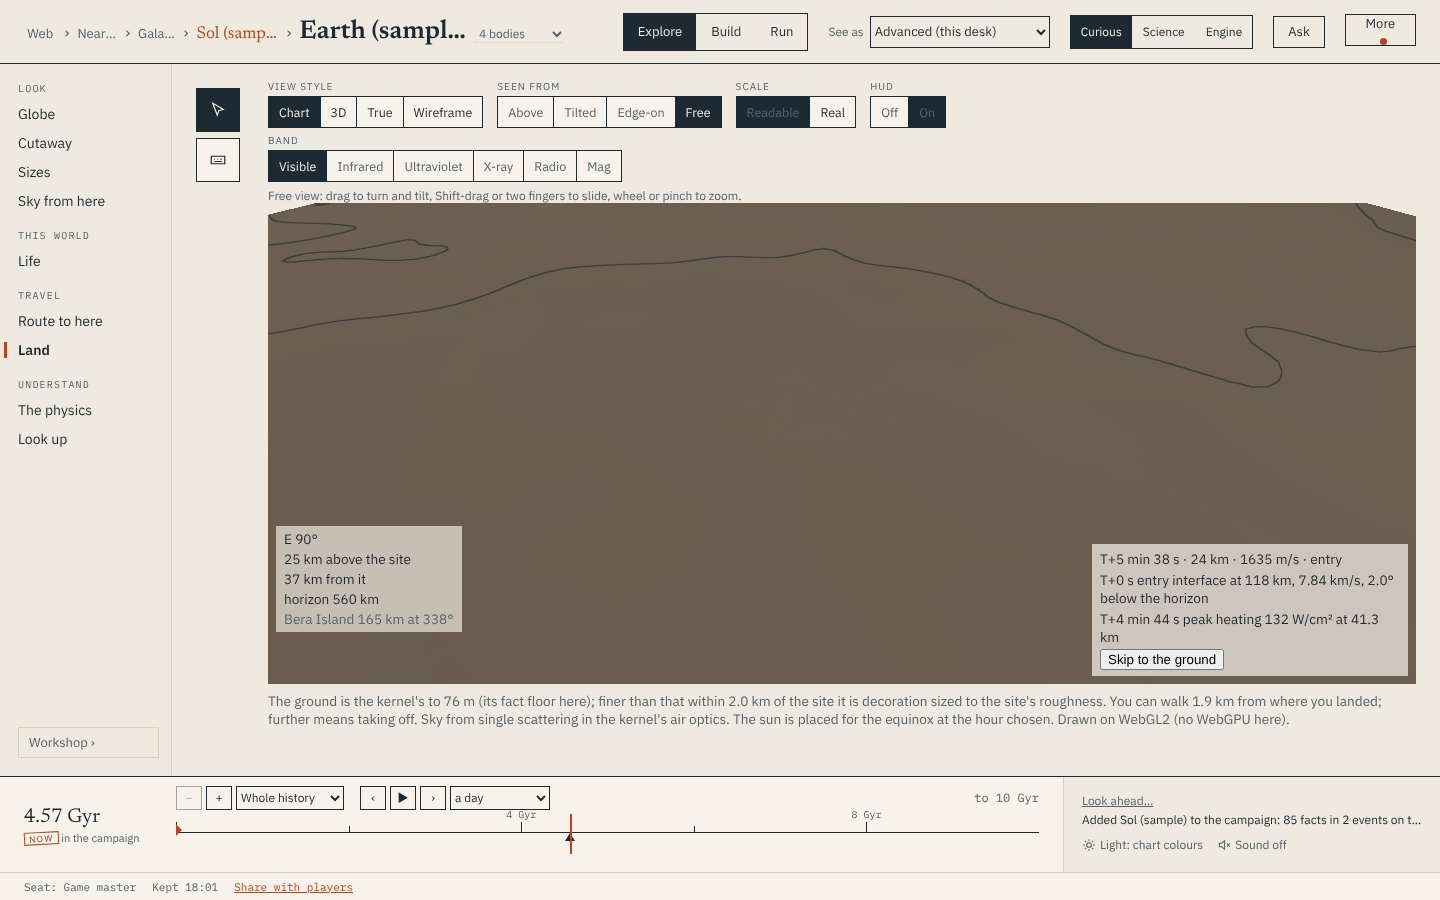 Web › Near... › Gala... › Sol (samp... › Earth (sampl... 4 bodies
Explore Build Run
See as Advanced (this desk)
Curious Science Engine
Ask
More
LOOK
Globe
Cutaway
Sizes
Sky from here
THIS WORLD
Life
TRAVEL
Route to here
Land
UNDERSTAND
The physics
Look up
Workshop ›
VIEW STYLE
Chart 3D True Wireframe
SEEN FROM
Above Tilted Edge-on Free
SCALE
Readable Real
HUD
Off On
BAND
Visible Infrared Ultraviolet X-ray Radio Mag
Free view: drag to turn and tilt, Shift-drag or two fingers to slide, wheel or pinch to zoom.
E 90°
25 km above the site
37 km from it
horizon 560 km
Bera Island 165 km at 338°
T+5 min 38 s · 24 km · 1635 m/s · entry
T+0 s entry interface at 118 km, 7.84 km/s, 2.0°
below the horizon
T+4 min 44 s peak heating 132 W/cm² at 41.3
km
Skip to the ground
The ground is the kernel's to 76 m (its fact floor here); finer than that within 2.0 km of the site it is decoration sized to the site's roughness. You can walk 1.9 km from where you landed;
further means taking off. Sky from single scattering in the kernel's air optics. The sun is placed for the equinox at the hour chosen. Drawn on WebGL2 (no WebGPU here).
4.57 Gyr
NOW in the campaign
− + Whole history ‹ ▶ › a day
to 10 Gyr
4 Gyr
8 Gyr
Look ahead...
Added Sol (sample) to the campaign: 85 facts in 2 events on t...
Light: chart colours Sound off
Seat: Game master Kept 18:01 Share with players